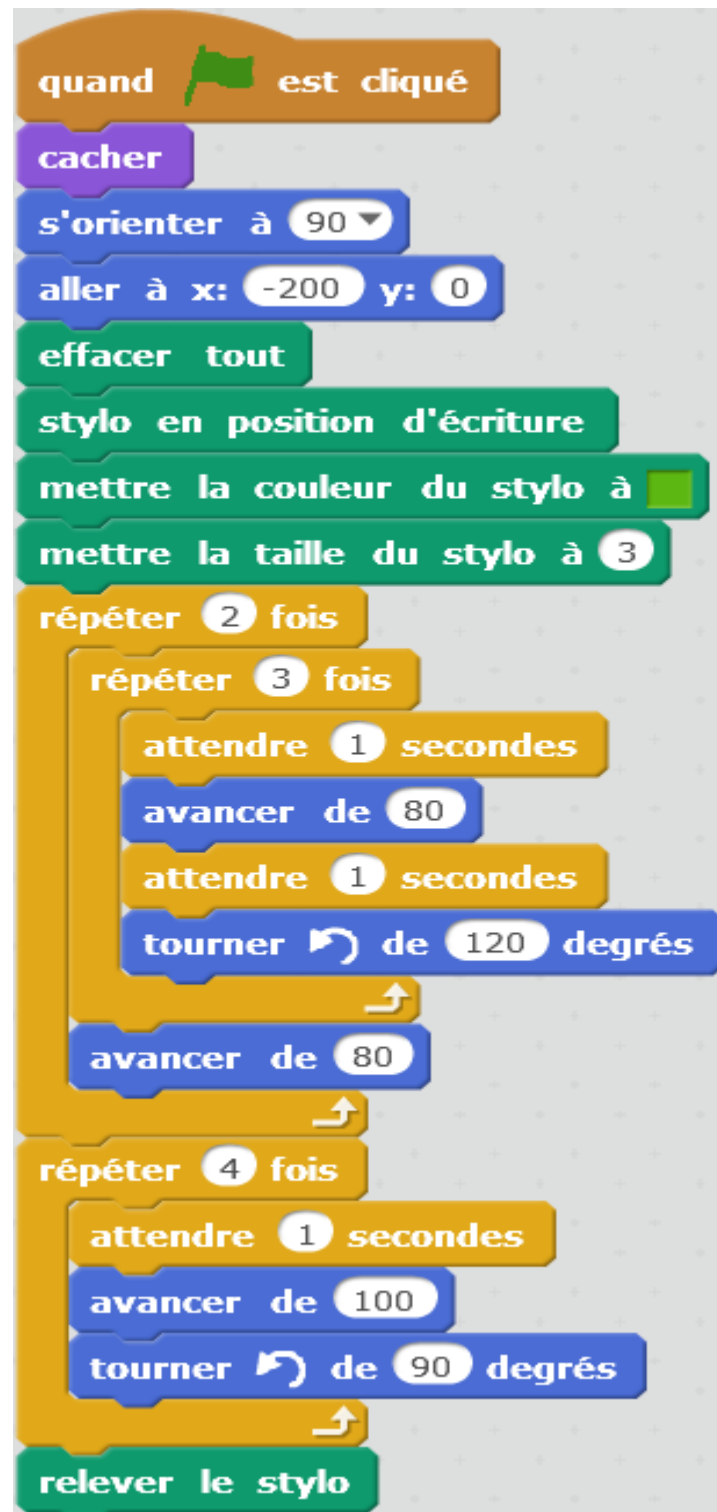 quand est cliqué
cacher
s'orienter à 90
aller à x: -200 y: 0
effacer tout
stylo en position d'écriture
mettre la couleur du stylo à
mettre la taille du stylo à 3
répéter 2 fois
répéter 3 fois
attendre 1 secondes
avancer de 80
attendre 1 secondes
tourner de 120 degrés
avancer de 80
répéter 4 fois
attendre 1 secondes
avancer de 100
tourner de 90 degrés
relever le stylo